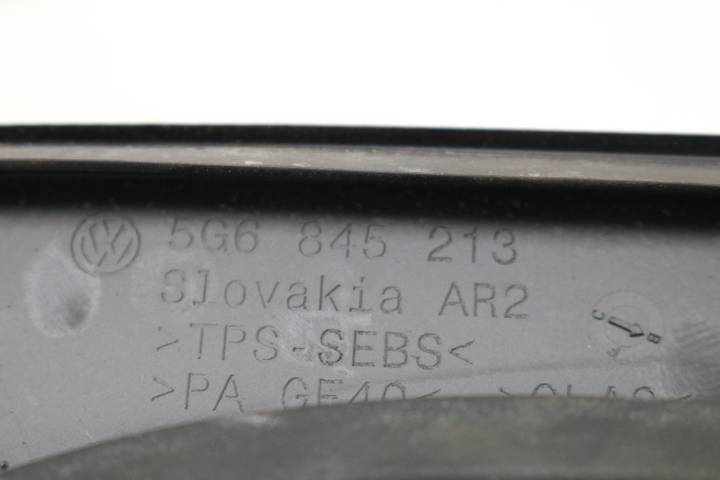 5G6 845 213
Slovakia AR2
>TPS-SEBS<
>PA GF40<